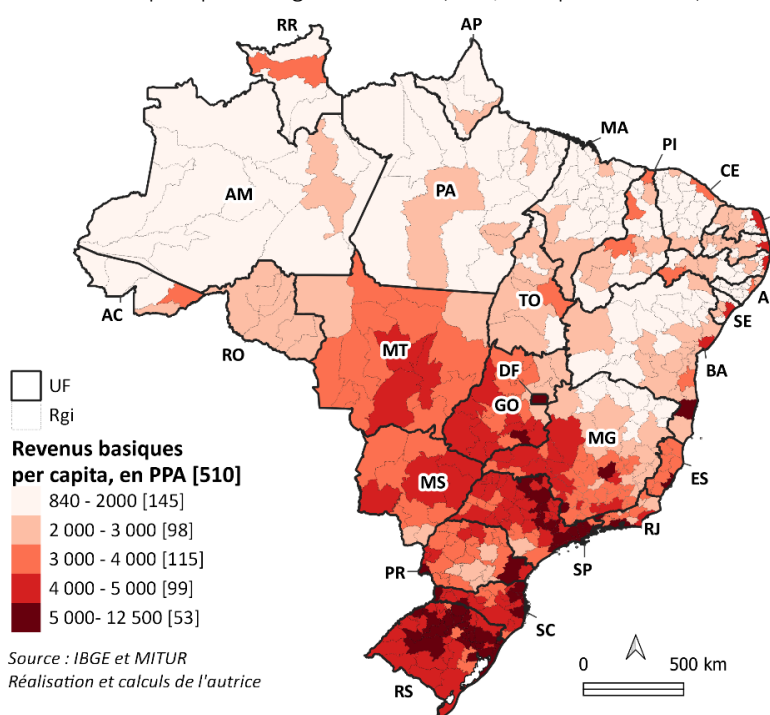 RR
AP
MA
PI
CE
AM
PA
AC
RO
TO
A
SE
MT
DF
BA
GO
MG
MS
ES
RJ
PR
SP
SC
RS
UF
Rgi
Revenus basiques
per capita, en PPA [510]
840 - 2000 [145]
2 000 - 3 000 [98]
3 000 - 4 000 [115]
4 000 - 5 000 [99]
5 000- 12 500 [53]
Source : IBGE et MITUR
Réalisation et calculs de l'autrice
0 500 km